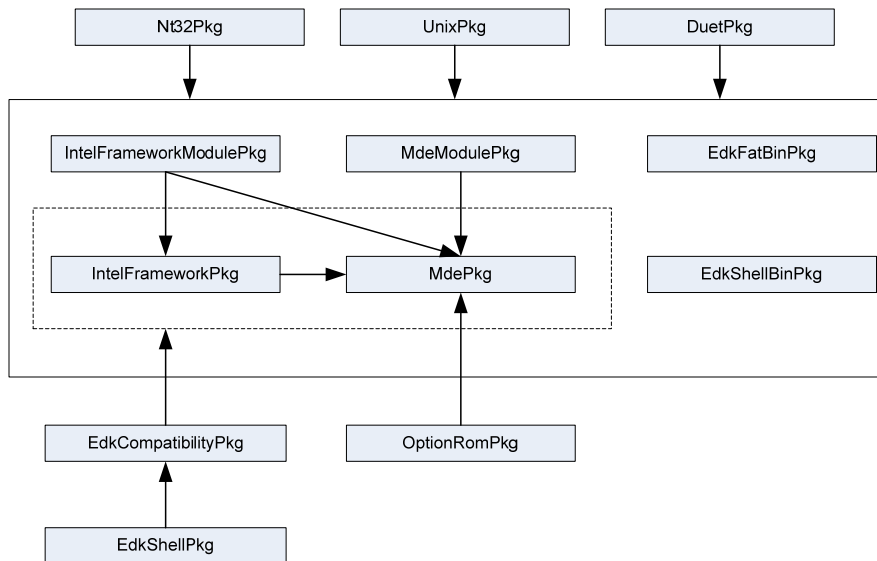 Nt32Pkg
UnixPkg
DuetPkg
IntelFrameworkModulePkg
MdeModulePkg
EdkFatBinPkg
IntelFrameworkPkg
MdePkg
EdkShellBinPkg
EdkCompatibilityPkg
OptionRomPkg
EdkShellPkg